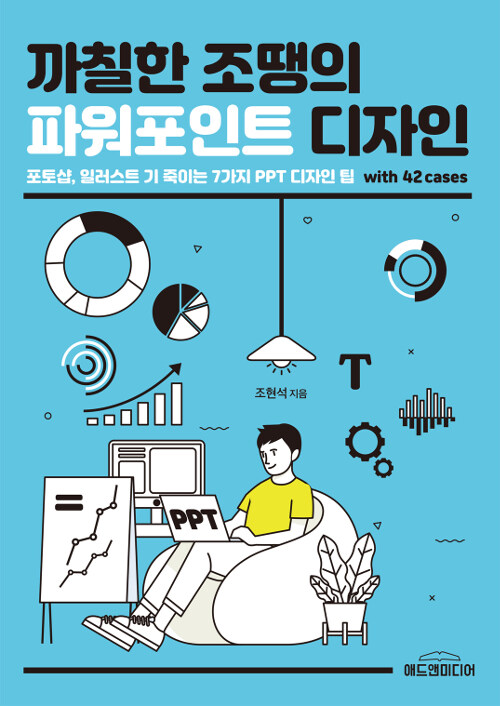 까칠한 조땡의
파워포인트 디자인
포토샵, 일러스트 기 죽이는 7가지 PPT 디자인 팁 with 42 cases
조현석 지음
T
PPT
애드앤미디어